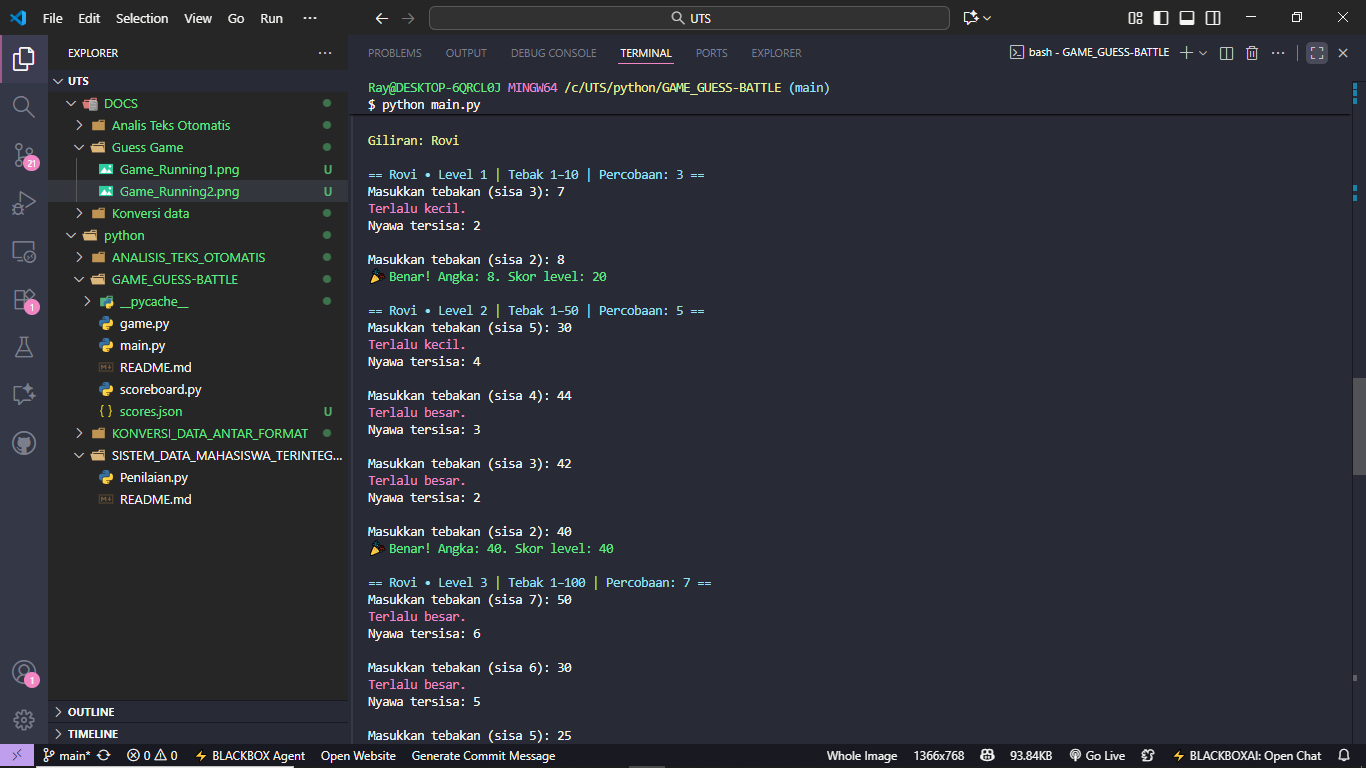 File Edit Selection View Go Run ··· UTS
EXPLORER ···
UTS
DOCS
Analis Teks Otomatis
Guess Game
Game_Running1.png U
Game_Running2.png U
Konversi data
python
ANALISIS_TEKS_OTOMATIS
GAME_GUESS-BATTLE
__pycache__
game.py
main.py
README.md
scoreboard.py
{} scores.json U
KONVERSI_DATA_ANTAR_FORMAT
SISTEM_DATA_MAHASISWA_TERINTEG...
Penilaian.py
README.md
OUTLINE
TIMELINE
21
1
1
PROBLEMS OUTPUT DEBUG CONSOLE TERMINAL PORTS EXPLORER bash - GAME_GUESS-BATTLE
Ray@DESKTOP-6QRCL0J MINGW64 /c/UTS/python/GAME_GUESS-BATTLE (main)
$ python main.py
Giliran: Rovi
== Rovi • Level 1 | Tebak 1–10 | Percobaan: 3 ==
Masukkan tebakan (sisa 3): 7
Terlalu kecil.
Nyawa tersisa: 2
Masukkan tebakan (sisa 2): 8
🎉 Benar! Angka: 8. Skor level: 20
== Rovi • Level 2 | Tebak 1–50 | Percobaan: 5 ==
Masukkan tebakan (sisa 5): 30
Terlalu kecil.
Nyawa tersisa: 4
Masukkan tebakan (sisa 4): 44
Terlalu besar.
Nyawa tersisa: 3
Masukkan tebakan (sisa 3): 42
Terlalu besar.
Nyawa tersisa: 2
Masukkan tebakan (sisa 2): 40
🎉 Benar! Angka: 40. Skor level: 40
== Rovi • Level 3 | Tebak 1–100 | Percobaan: 7 ==
Masukkan tebakan (sisa 7): 50
Terlalu besar.
Nyawa tersisa: 6
Masukkan tebakan (sisa 6): 30
Terlalu besar.
Nyawa tersisa: 5
Masukkan tebakan (sisa 5): 25
main* 0 0 BLACKBOX Agent Open Website Generate Commit Message Whole Image 1366x768 93.84KB Go Live BLACKBOXAI: Open Chat